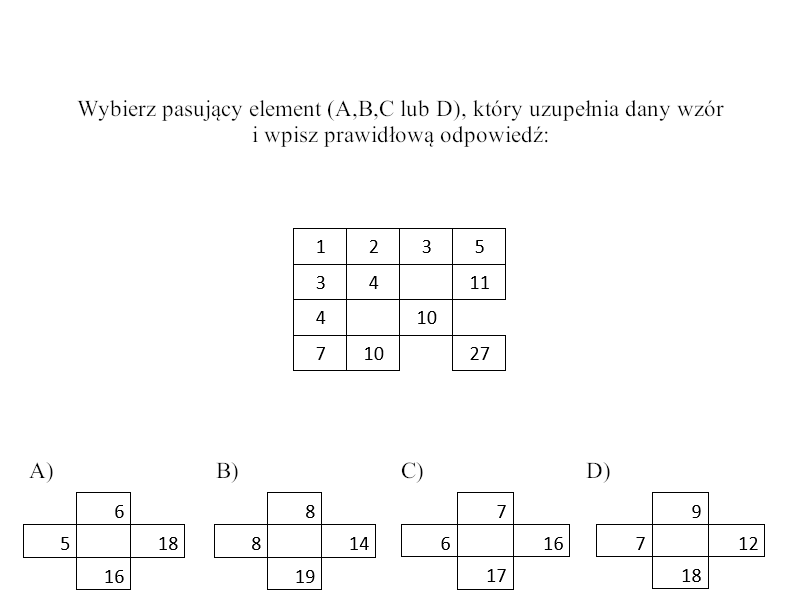 Wybierz pasujący element (A,B,C lub D), który uzupełnia dany wzór
i wpisz prawidłową odpowiedź:
1 2 3 5
3 4 11
4 10
7 10 27
A) B) C) D)
6 8 7 9
5 18 8 14 6 16 7 12
16 19 17 18